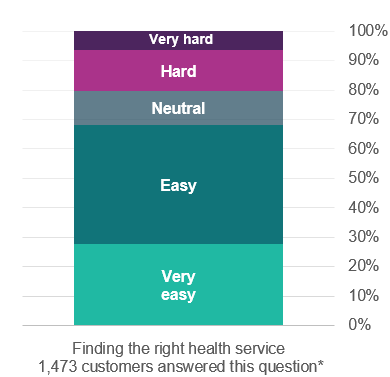 Very hard
Hard
Neutral
Easy
Very
easy
100%
90%
80%
70%
60%
50%
40%
30%
20%
10%
0%
Finding the right health service
1,473 customers answered this question*